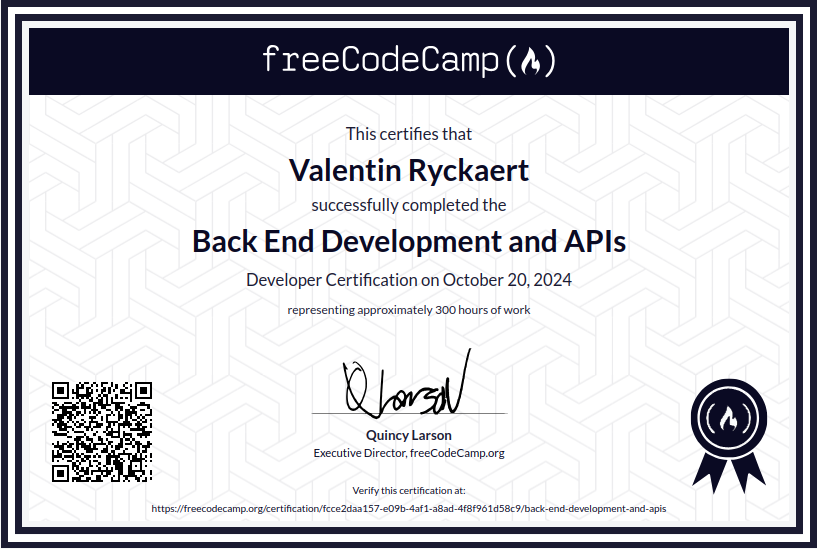 freeCodeCamp
This certifies that
Valentin Ryckaert
successfully completed the
Back End Development and APIs
Developer Certification on October 20, 2024
representing approximately 300 hours of work
Q Larson
Quincy Larson
Executive Director, freeCodeCamp.org
Verify this certification at:
https://freecodecamp.org/certification/fcce2daa157-e09b-4af1-a8ad-4f8f961d58c9/back-end-development-and-apis